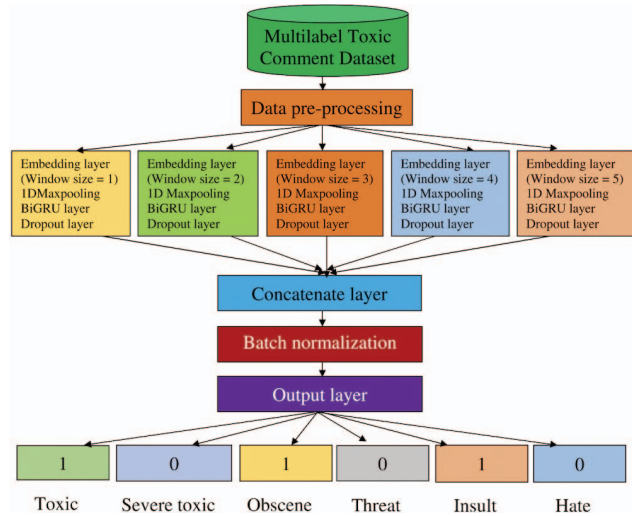 Multilabel Toxic
Comment Dataset
Data pre-processing
Embedding layer
(Window size = 1)
1DMaxpooling
BiGRU layer
Dropout layer
Embedding layer
(Window size = 2)
1D Maxpooling
BiGRU layer
Dropout layer
Embedding layer
(Window size = 3)
1D Maxpooling
BiGRU layer
Dropout layer
Embedding layer
(Window size = 4)
1D Maxpooling
BiGRU layer
Dropout layer
Embedding layer
(Window size = 5)
1D Maxpooling
BiGRU layer
Dropout layer
Concatenate layer
Batch normalization
Output layer
1 0 1 0 1 0
Toxic Severe toxic Obscene Threat Insult Hate